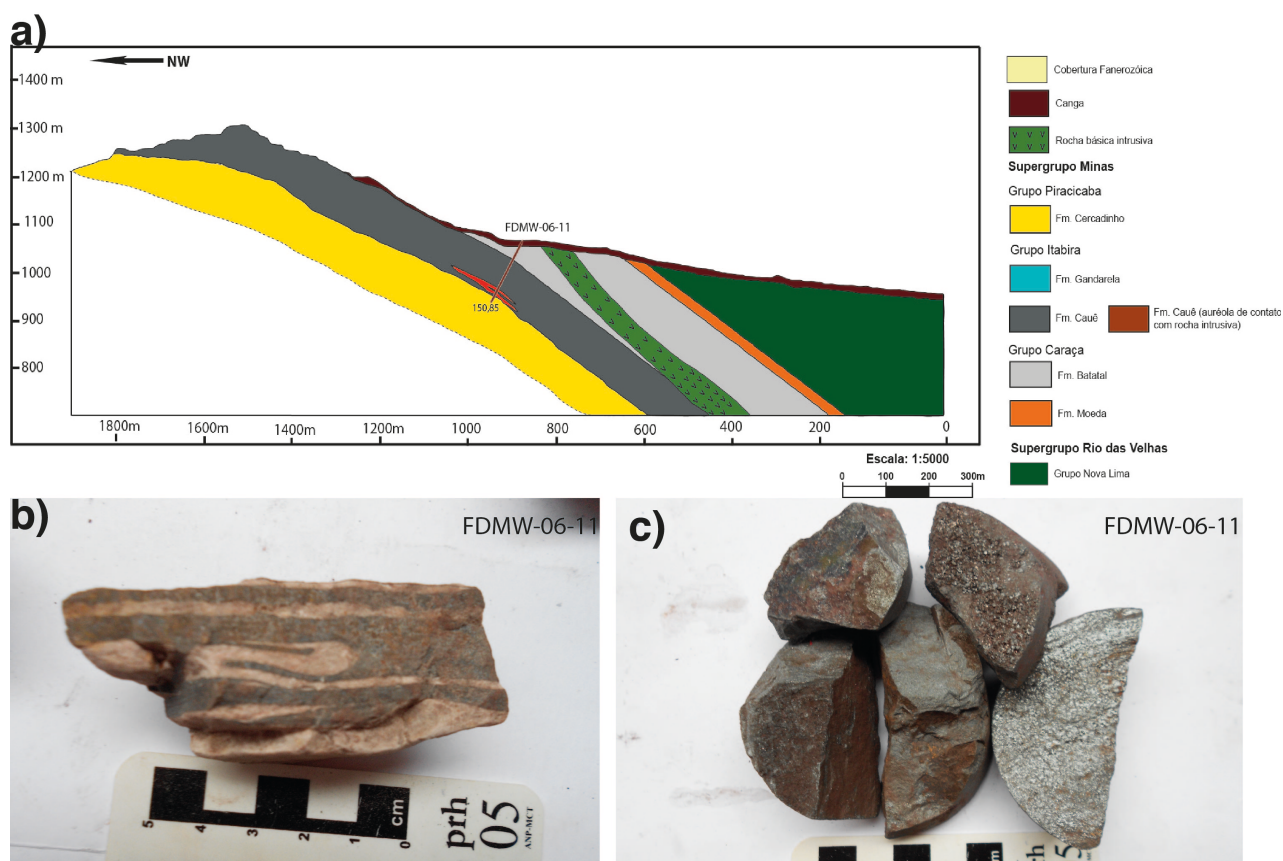 a)
NW
1400 m
1300 m
1200 m
1100
1000
900
800
FDMW-06-11
150,85
1800m
1600 m
1400m
1200m
1000
800
600
400
200
0
Escala: 1:5000
0
100
200
300m
Cobertura Fanerozóica
Canga
Rocha básica intrusiva
Supergrupo Minas
Grupo Piracicaba
Fm. Cercadinho
Grupo Itabira
Fm. Gandarela
Fm. Cauê
Fm. Cauê (auréola de contato
com rocha intrusiva)
Grupo Caraça
Fm. Batatal
Fm. Moeda
Supergrupo Rio das Velhas
Grupo Nova Lima
b)
FDMW-06-11
5
4
3
2
1
0
cm
prh
05
ANP-MCT
c)
FDMW-06-11